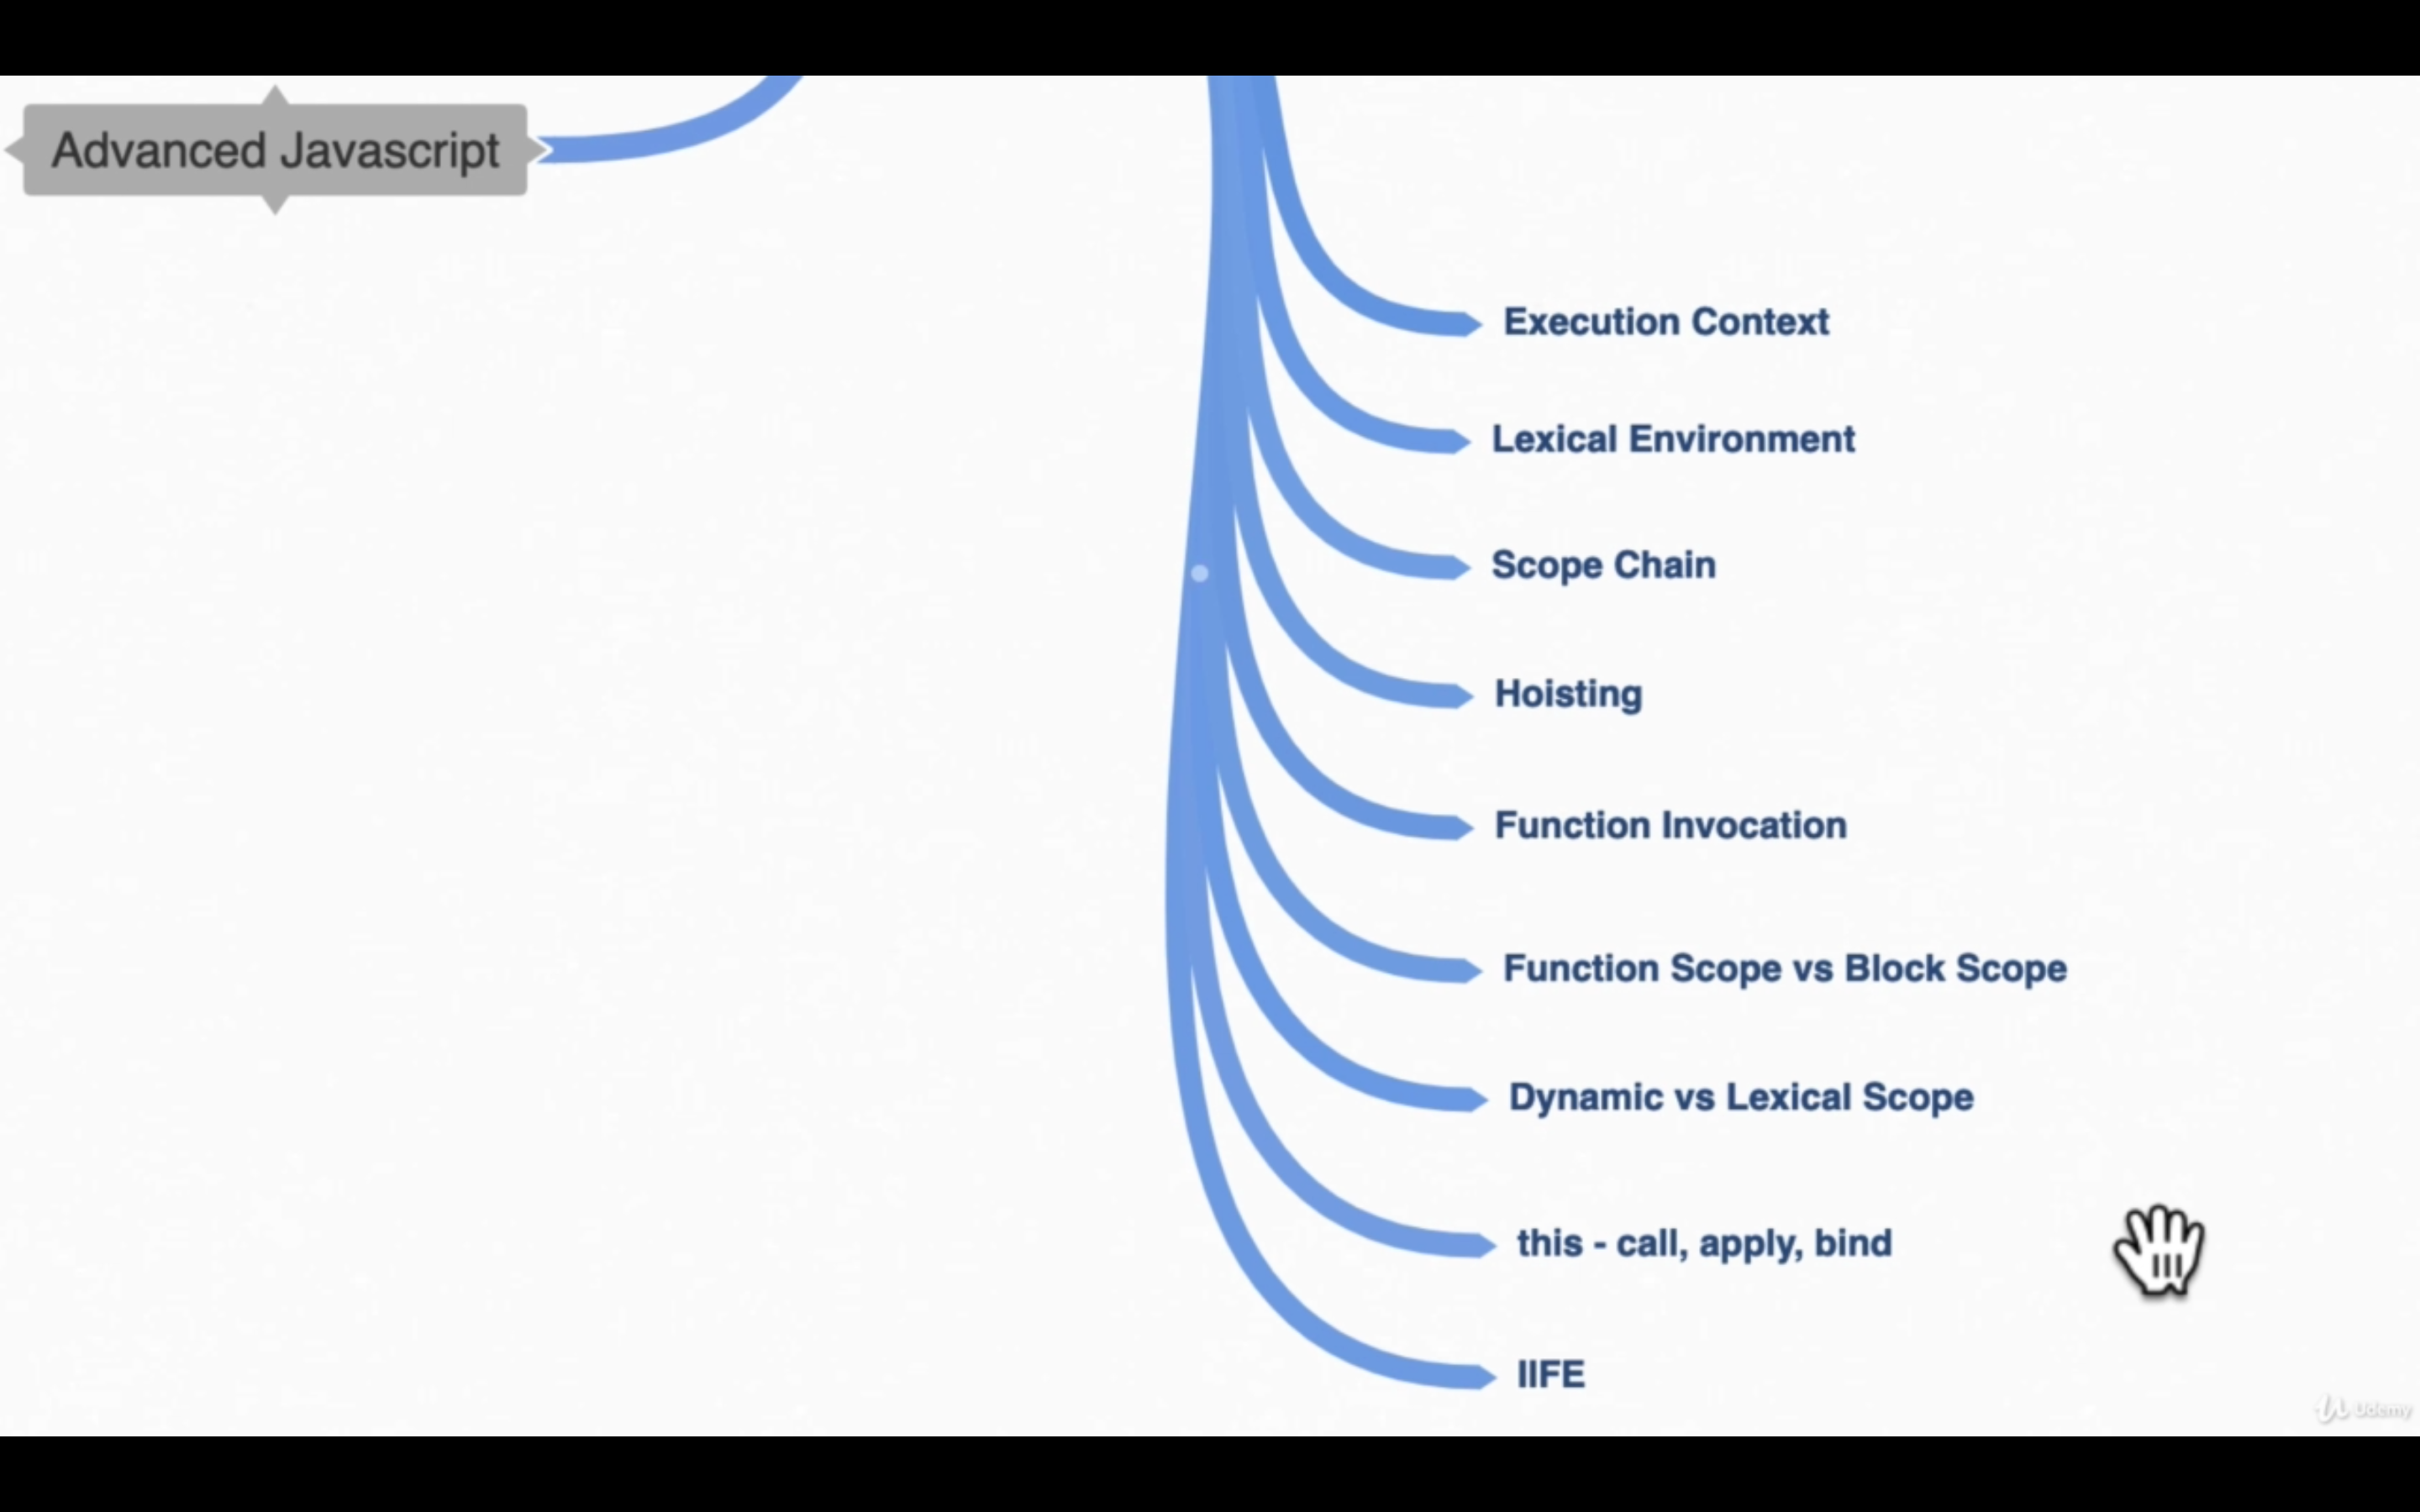 Advanced Javascript
Execution Context
Lexical Environment
Scope Chain
Hoisting
Function Invocation
Function Scope vs Block Scope
Dynamic vs Lexical Scope
this - call, apply, bind
IIFE
Udemy